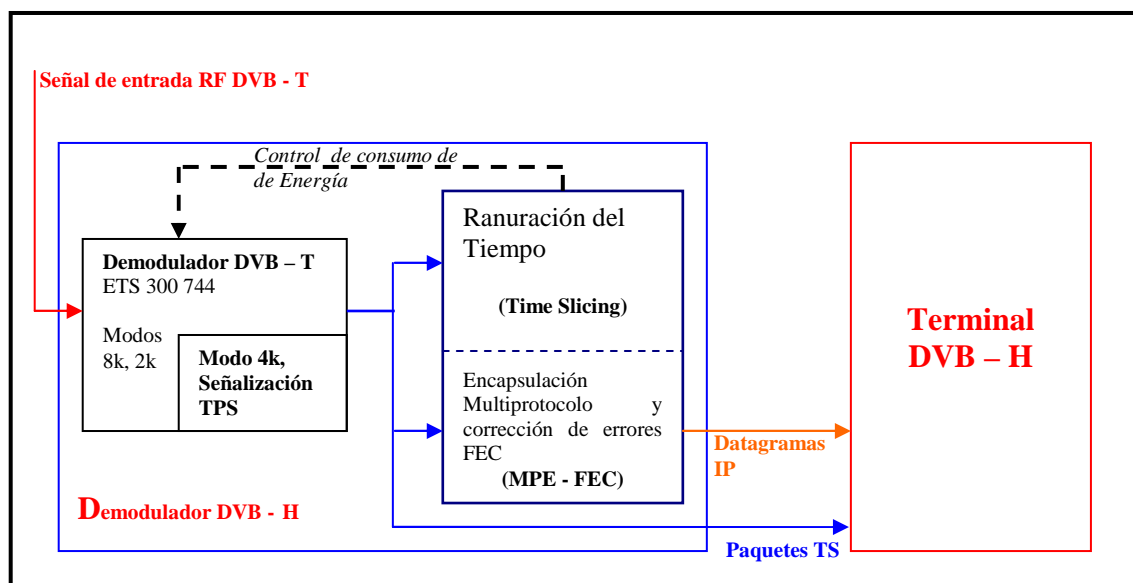 Señal de entrada RF DVB - T
Control de consumo de
de Energía
Demodulador DVB – T
ETS 300 744
Modos
8k, 2k
Modo 4k,
Señalización
TPS
Ranuración del
Tiempo
(Time Slicing)
Encapsulación
Multiprotocolo y
corrección de errores
FEC
(MPE - FEC)
Demodulador DVB - H
Datagramas
IP
Paquetes TS
Terminal
DVB – H